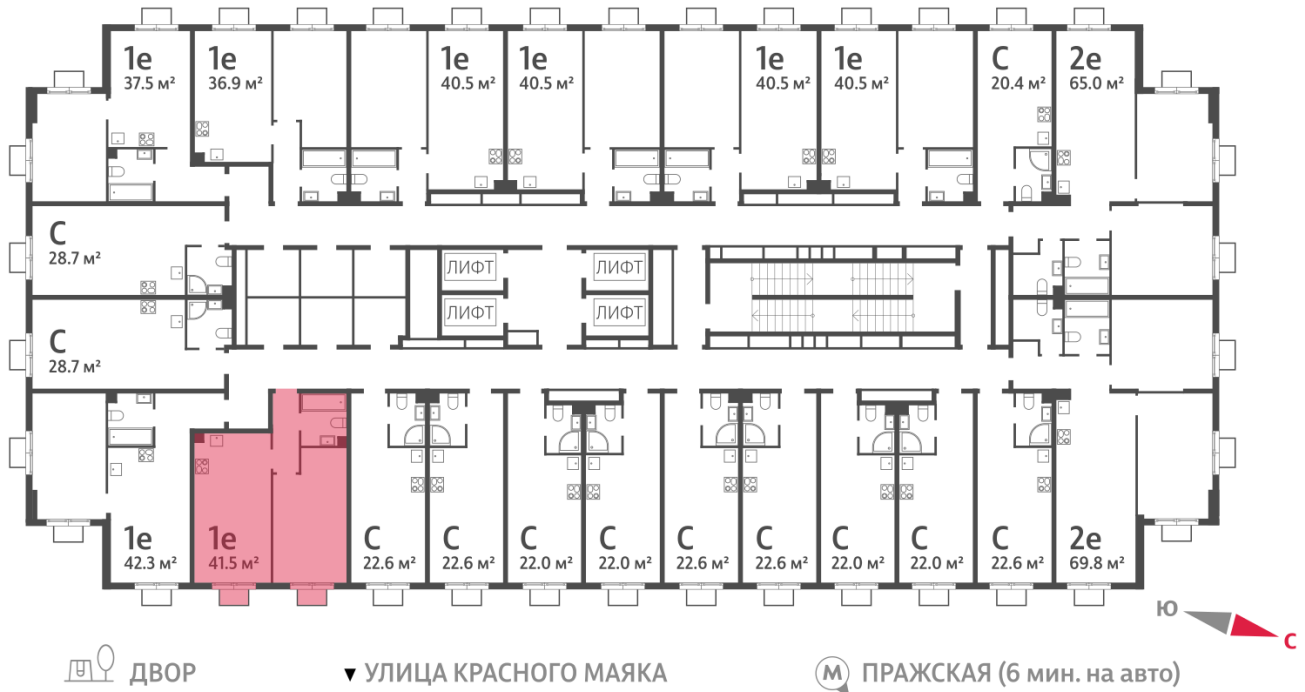 1е
37.5 м²
1е
36.9 м²
1е
40.5 м²
1е
40.5 м²
1е
40.5 м²
1е
40.5 м²
С
20.4 м²
2е
65.0 м²
С
28.7 м²
ЛИФТ
ЛИФТ
ЛИФТ
ЛИФТ
С
28.7 м²
1е
42.3 м²
1е
41.5 м²
С
22.6 м²
С
22.6 м²
С
22.0 м²
С
22.0 м²
С
22.6 м²
С
22.6 м²
С
22.0 м²
С
22.0 м²
С
22.6 м²
2е
69.8 м²
Ю
С
ДВОР
УЛИЦА КРАСНОГО МАЯКА
М ПРАЖСКАЯ (6 мин. на авто)